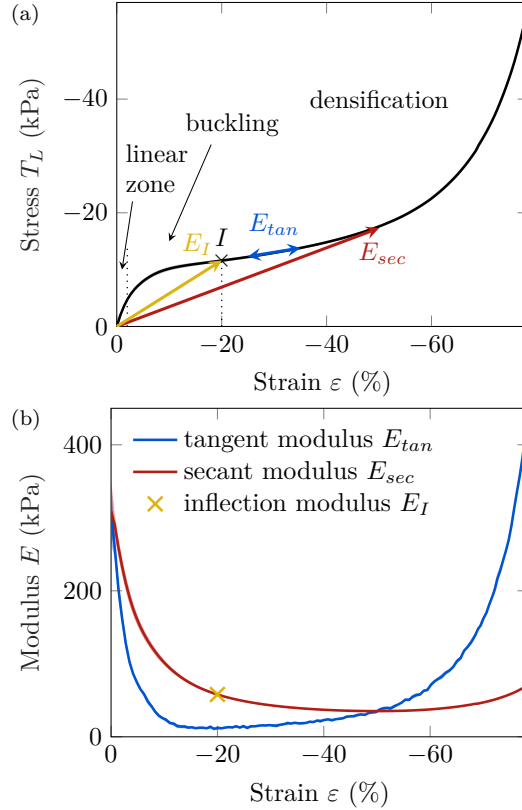 (a)
Stress T_L (kPa)
−40
−20
0
densification
buckling
linear
zone
E_I
I
E_tan
E_sec
0
−20
−40
−60
Strain ε (%)
(b)
Modulus E (kPa)
400
200
0
tangent modulus E_tan
secant modulus E_sec
inflection modulus E_I
0
−20
−40
−60
Strain ε (%)